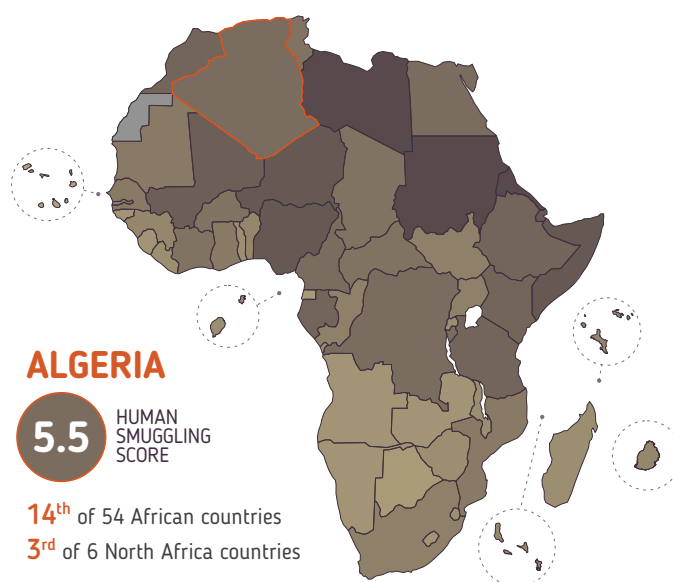 ALGERIA
5.5
HUMAN
SMUGGLING
SCORE
14th of 54 African countries
3rd of 6 North Africa countries